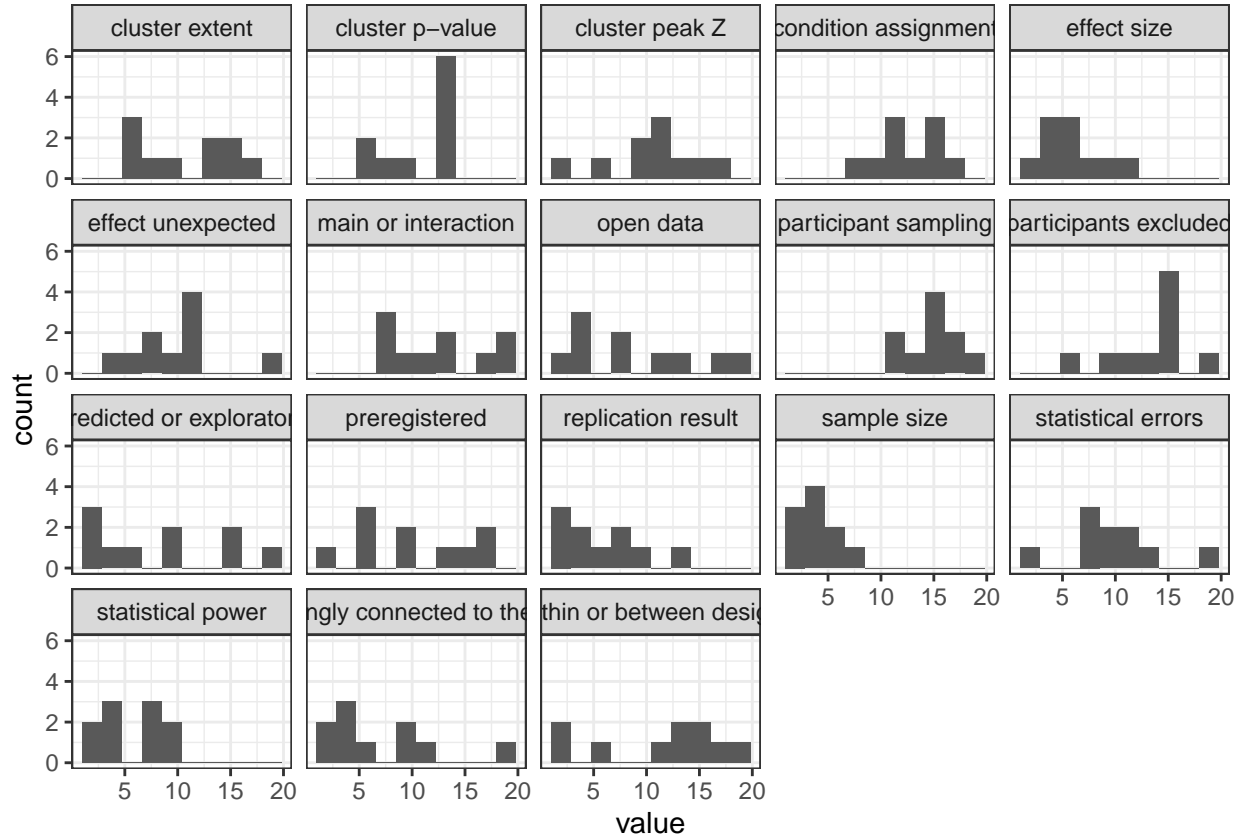 cluster extent
cluster p−value
cluster peak Z
condition assignment
effect size
6
4
2
0
effect unexpected
main or interaction
open data
participant sampling
participants excluded
6
4
2
0
count
redicted or explorator
preregistered
replication result
sample size
statistical errors
6
4
2
0
5 10 15 20
5 10 15 20
statistical power
ngly connected to the
thin or between desig
6
4
2
0
5 10 15 20
5 10 15 20
5 10 15 20
value